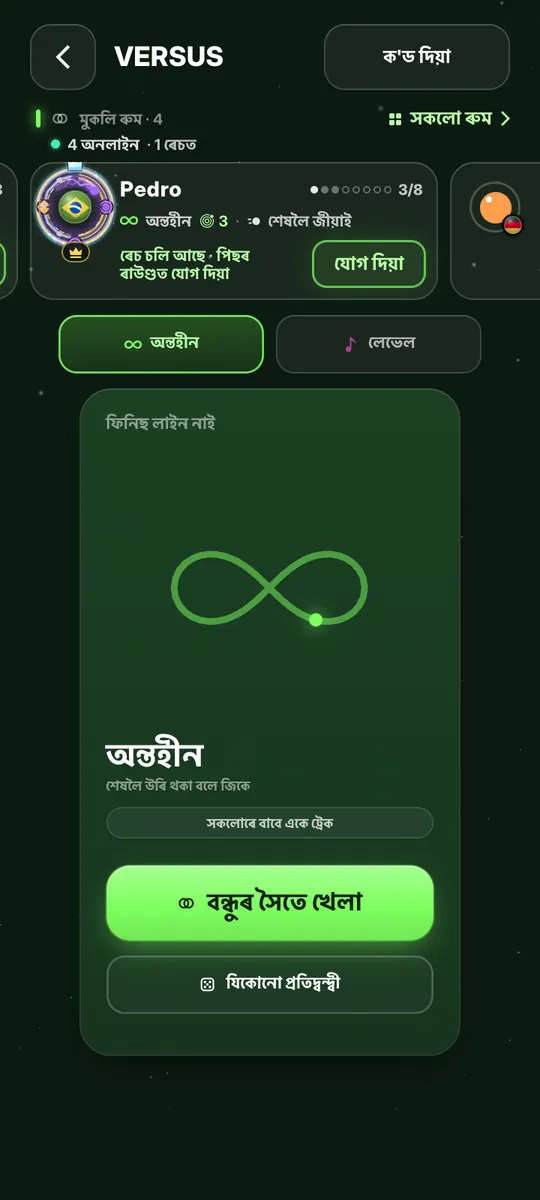 VERSUS
ক'ড দিয়া
মুকলি ৰুম · 4
সকলো ৰুম
4 অনলাইন · 1 ৰেচত
Pedro
3/8
অন্তহীন 3 · শেষলৈ জীয়াই
ৰেচ চলি আছে · পিছৰ
ৰাউণ্ডত যোগ দিয়া
যোগ দিয়া
অন্তহীন
লেভেল
ফিনিছ লাইন নাই
অন্তহীন
শেষলৈ উৰি থকা বলে জিকে
সকলোৰে বাবে একে ট্ৰেক
বন্ধুৰ সৈতে খেলা
যিকোনো প্ৰতিদ্বন্দ্বী